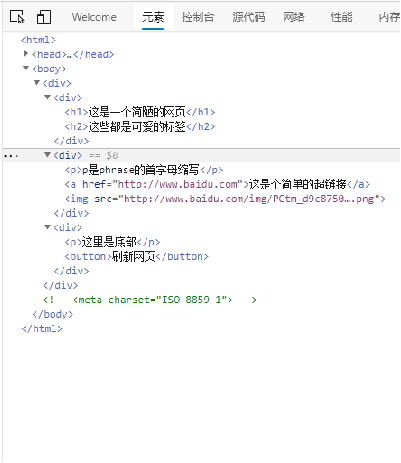 Welcome 元素 控制台 源代码 网络 性能 内存
<html>
<head>…</head>
<body>
<div>
<div>
<h1>这是一个简陋的网页</h1>
<h2>这些都是可爱的标签</h2>
</div>
<div> == $0
<p>p是phrase的首字母缩写</p>
<a href="http://www.baidu.com">这是个简单的超链接</a>
<img src="http://www.baidu.com/img/PCtm_d9c8750….png">
</div>
<div>
<p>这里是底部</p>
<button>刷新网页</button>
</div>
</div>
<!-- <meta charset="ISO-8859-1"> -->
</body>
</html>